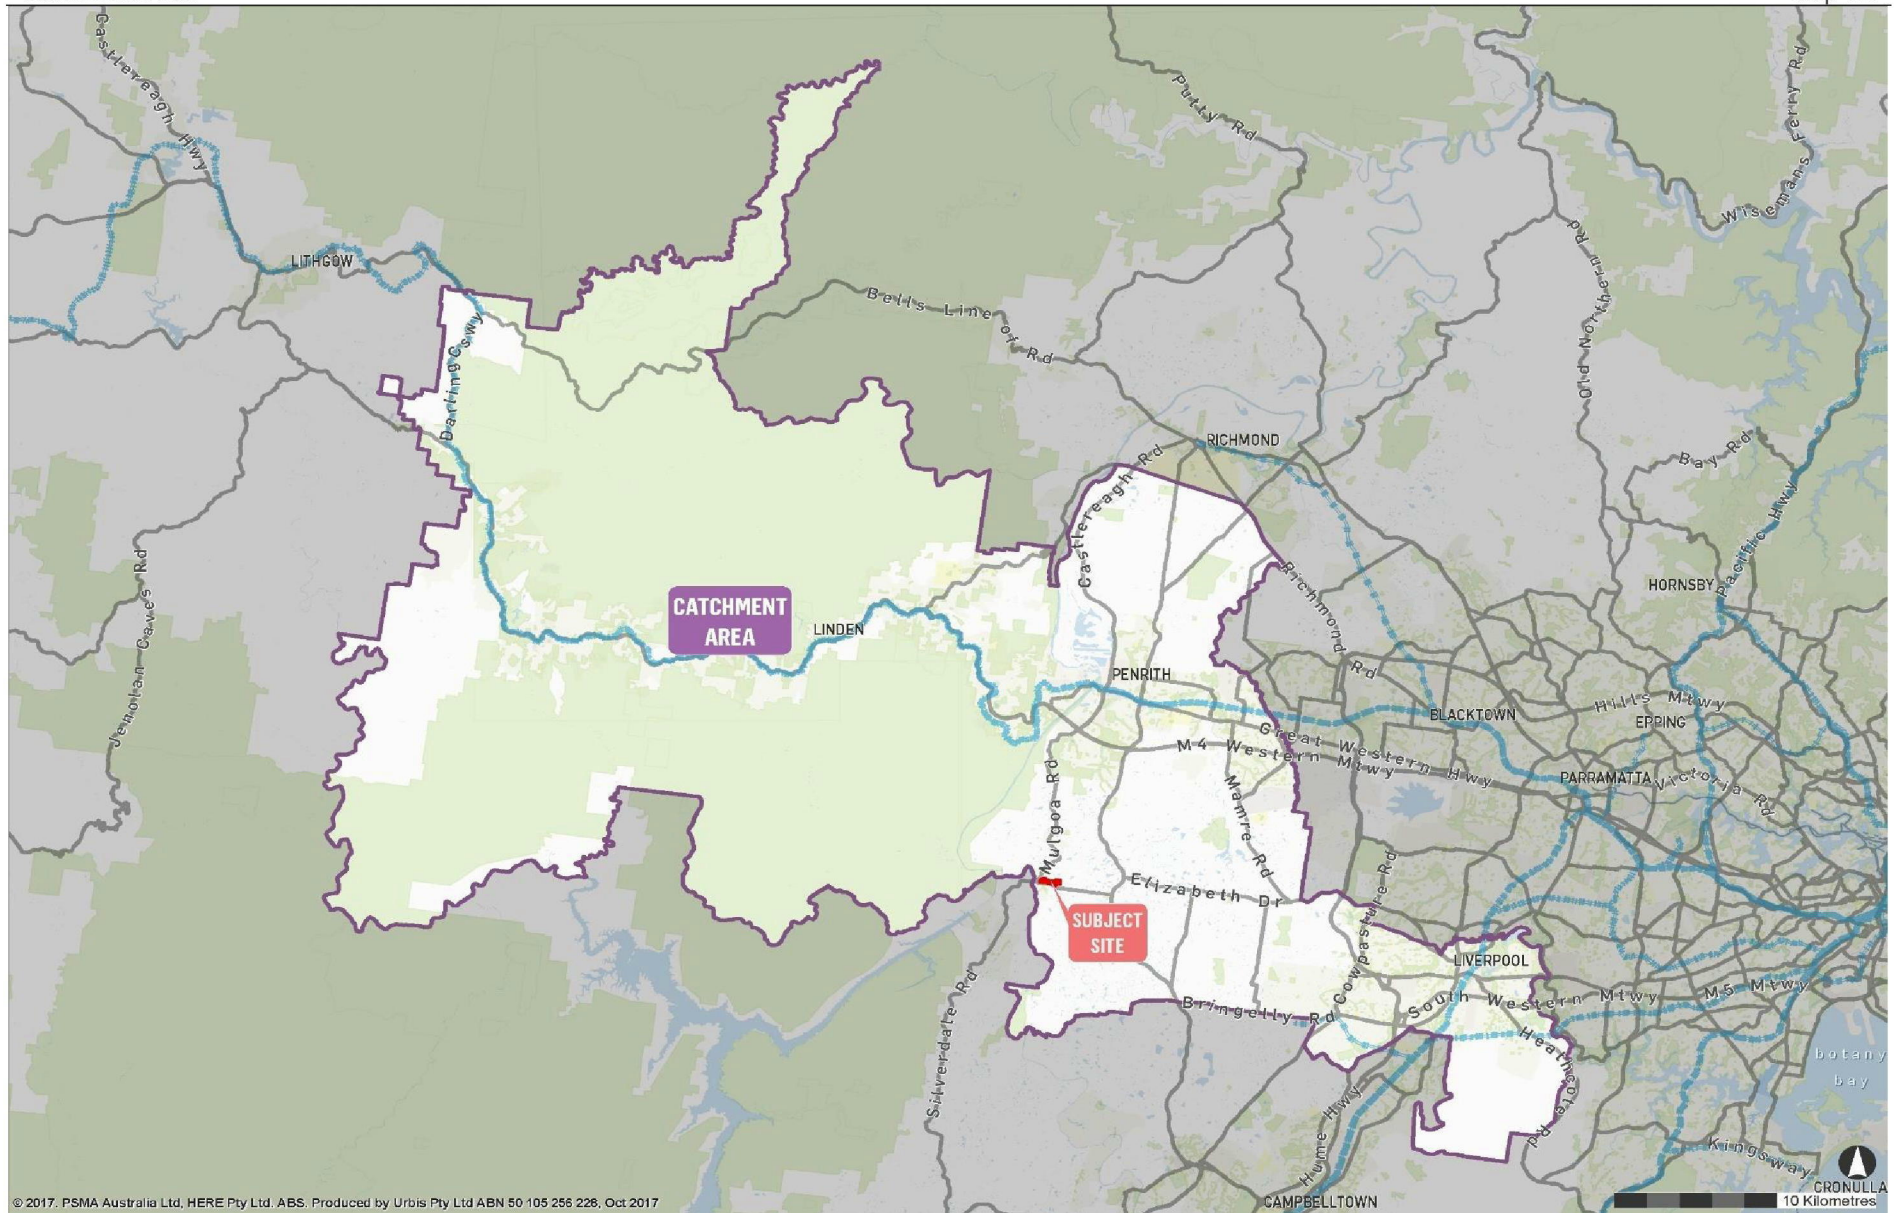 Castlereagh Hwy
Putty Rd
Wisemans Ferry Rd
LITHGOW
Old Northern Rd
Bells Line of Rd
Darling Cswy
RICHMOND
Castlereagh Rd
Bay Rd
Pacific Hwy
Jenolan Caves Rd
CATCHMENT
AREA
LINDEN
Richmond Rd
HORNSBY
PENRITH
BLACKTOWN
Hills Mtwy
EPPING
Great Western Hwy
M4 Western Mtwy
PARRAMATTA
Victoria Rd
Mulgoa Rd
Mamre Rd
Elizabeth Dr
SUBJECT
SITE
Cowpasture Rd
LIVERPOOL
Silverdale Rd
Bringelly Rd
South Western Mtwy
M5 Mtwy
Heathcote Rd
botany
bay
Hume Hwy
Kingsway
CAMPBELLTOWN
CRONULLA
10 Kilometres
© 2017. PSMA Australia Ltd, HERE Pty Ltd. ABS. Produced by Urbis Pty Ltd ABN 50 105 256 228, Oct 2017